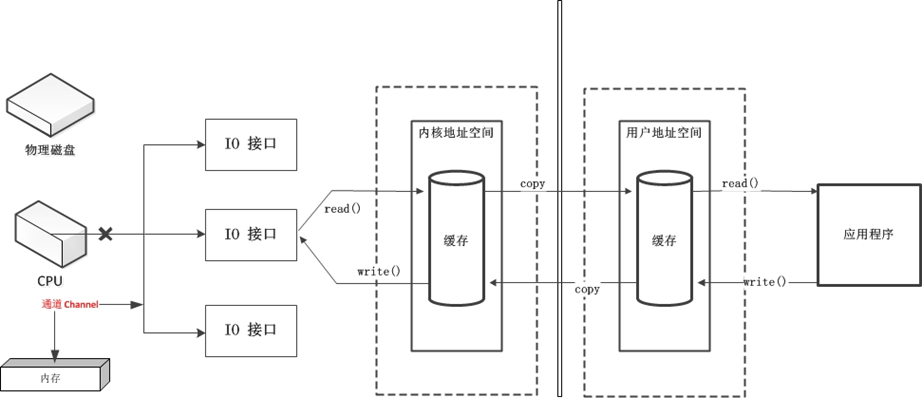 物理磁盘
CPU
通道 Channel
内存
IO 接口
IO 接口
IO 接口
read()
write()
内核地址空间
缓存
copy
copy
用户地址空间
缓存
read()
write()
应用程序